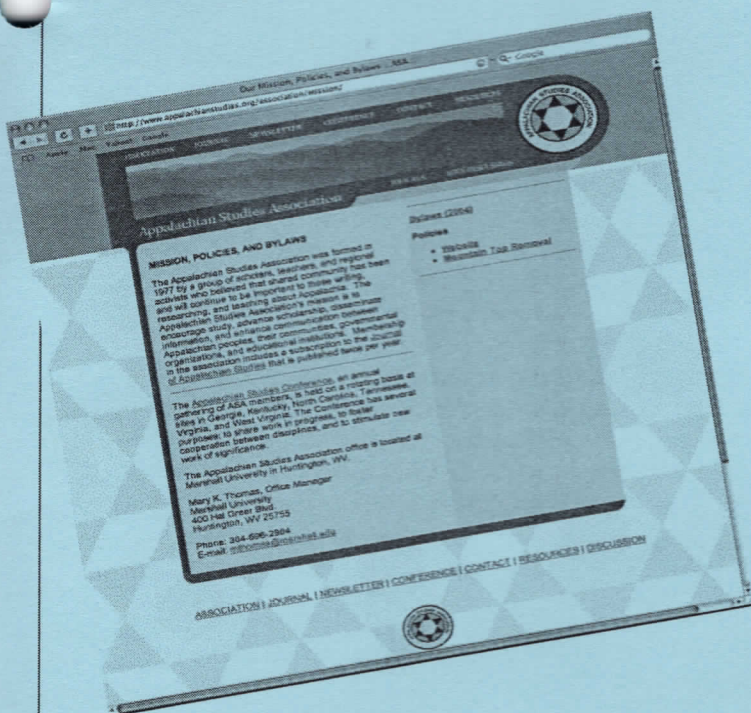 Our Mission, Policies, and Bylaws :: ASA
http://www.appalachianstudies.org/association/mission/
Google
Apple Mac Yahoo! Google
ASSOCIATION JOURNAL NEWSLETTER CONFERENCE CONTACT RESOURCES
APPALACHIAN STUDIES ASSOCIATION
Appalachian Studies Association
MISSION, POLICIES, AND BYLAWS
The Appalachian Studies Association was formed in
1977 by a group of scholars, teachers, and regional
activists who believed that shared community has been
and will continue to be important to those writing,
researching, and teaching about Appalachia. The
Appalachian Studies Association's mission is to
encourage study, advance scholarship, disseminate
information, and enhance communication between
Appalachian peoples, their communities, governmental
organizations, and educational institutions. Membership
in the association includes a subscription to the Journal
of Appalachian Studies that is published twice per year.
The Appalachian Studies Conference, an annual
gathering of ASA members, is held on a rotating basis at
sites in Georgia, Kentucky, North Carolina, Tennessee,
Virginia, and West Virginia. The Conference has several
purposes: to share work in progress, to foster
cooperation between disciplines, and to stimulate new
work of significance.
The Appalachian Studies Association office is located at
Marshall University in Huntington, WV.
Mary K. Thomas, Office Manager
Marshall University
400 Hal Greer Blvd.
Huntington, WV 25755
Phone: 304-696-2904
E-mail: mthomas@marshall.edu
Bylaws (2004)
Policies
• Website
• Mountain Top Removal
ASSOCIATION | JOURNAL | NEWSLETTER | CONFERENCE | CONTACT | RESOURCES | DISCUSSION